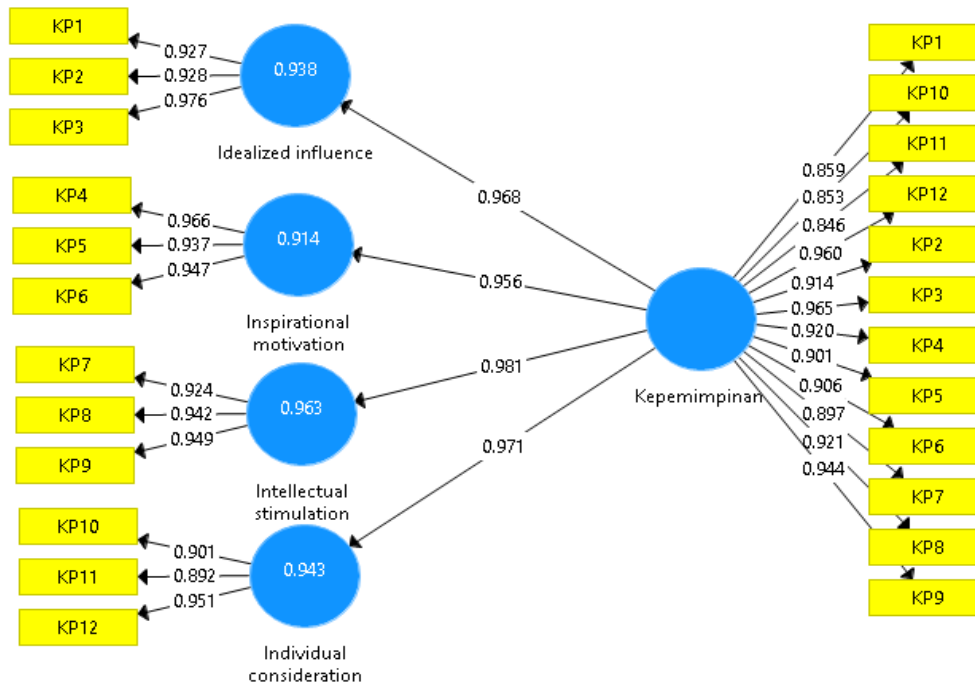 KP1
KP2
KP3
0.927
0.928
0.976
0.938
Idealized influence
KP4
KP5
KP6
0.966
0.937
0.947
0.914
Inspirational
motivation
KP7
KP8
KP9
0.924
0.942
0.949
0.963
Intellectual
stimulation
KP10
KP11
KP12
0.901
0.892
0.951
0.943
Individual
consideration
0.968
0.956
0.981
0.971
Kepemimpinan
0.859
0.853
0.846
0.960
0.914
0.965
0.920
0.901
0.906
0.897
0.921
0.944
KP1
KP10
KP11
KP12
KP2
KP3
KP4
KP5
KP6
KP7
KP8
KP9